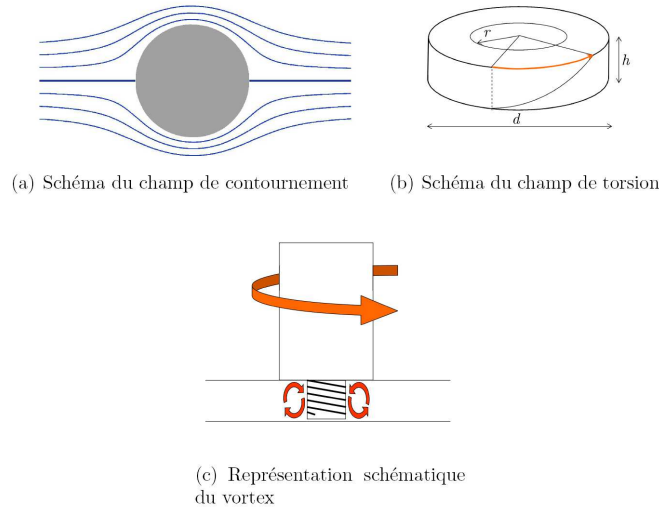 (a) Schéma du champ de contournement
r
h
d
(b) Schéma du champ de torsion
(c) Représentation schématique
du vortex